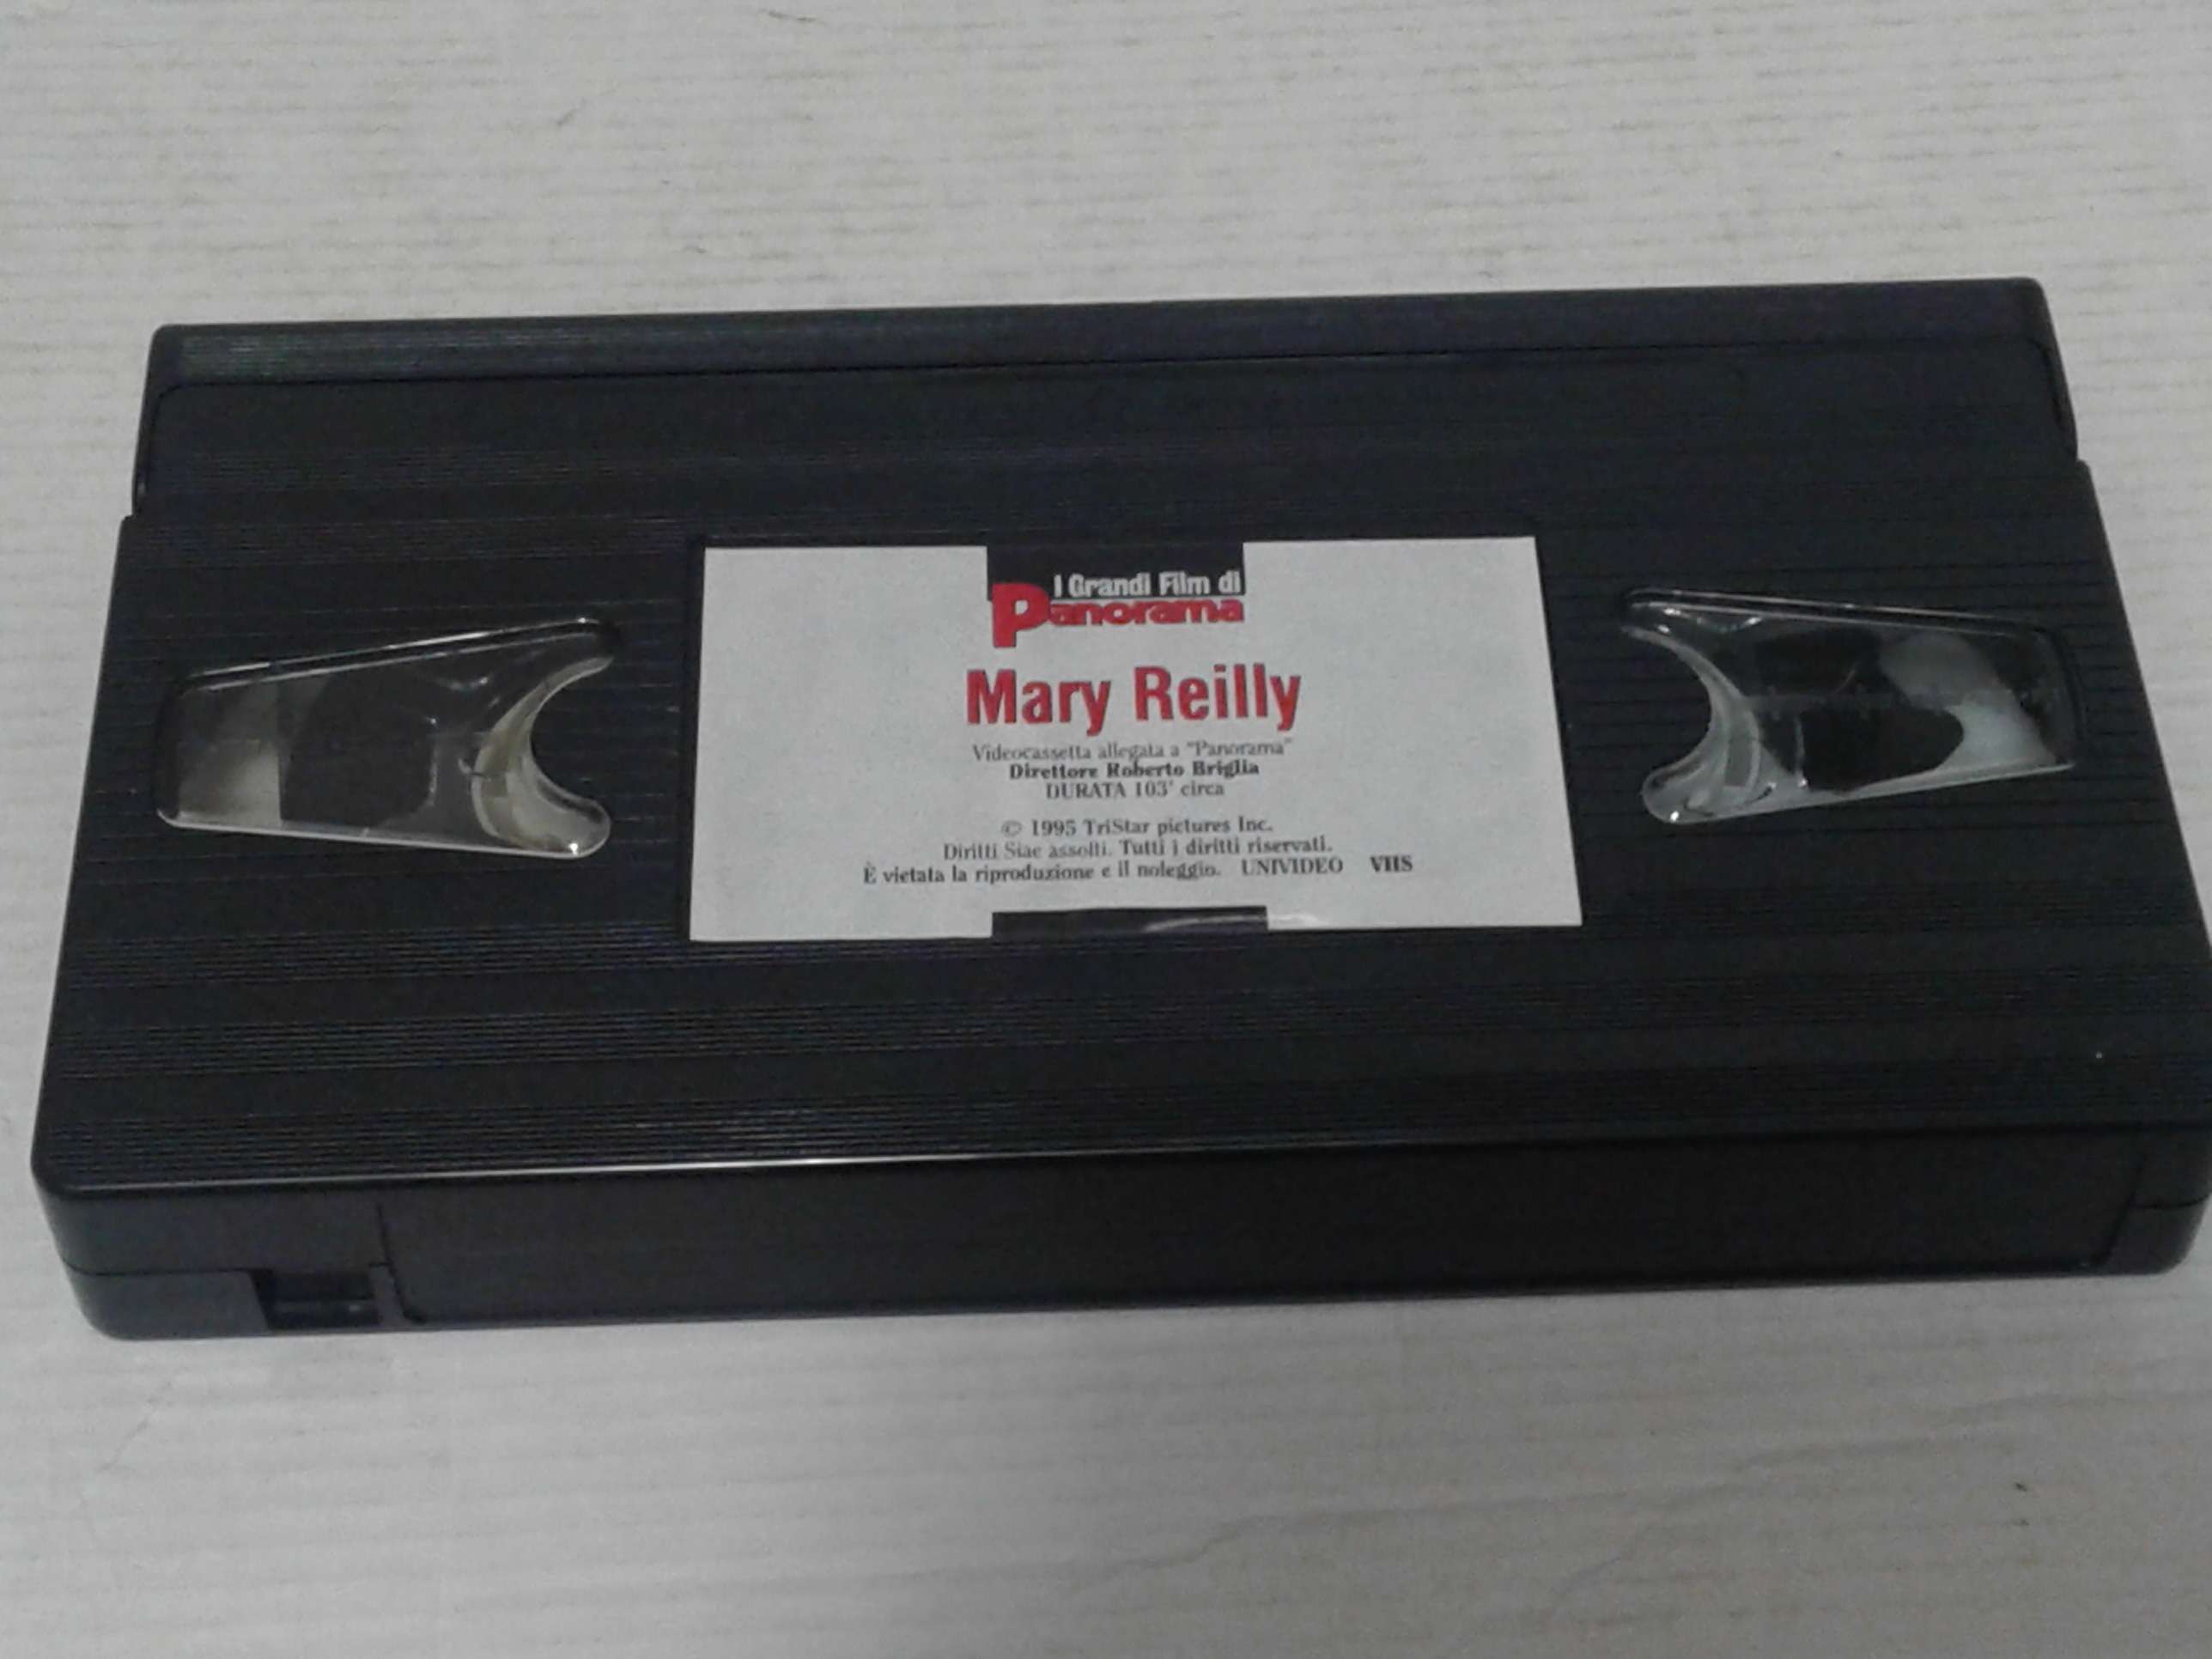 I Grandi Film di
Panorama
Mary Reilly
Videocassetta allegata a "Panorama"
Direttore Roberto Briglia
DURATA 103' circa
© 1995 TriStar pictures Inc.
Diritti Siae assolti. Tutti i diritti riservati.
È vietata la riproduzione e il noleggio. UNIVIDEO VHS